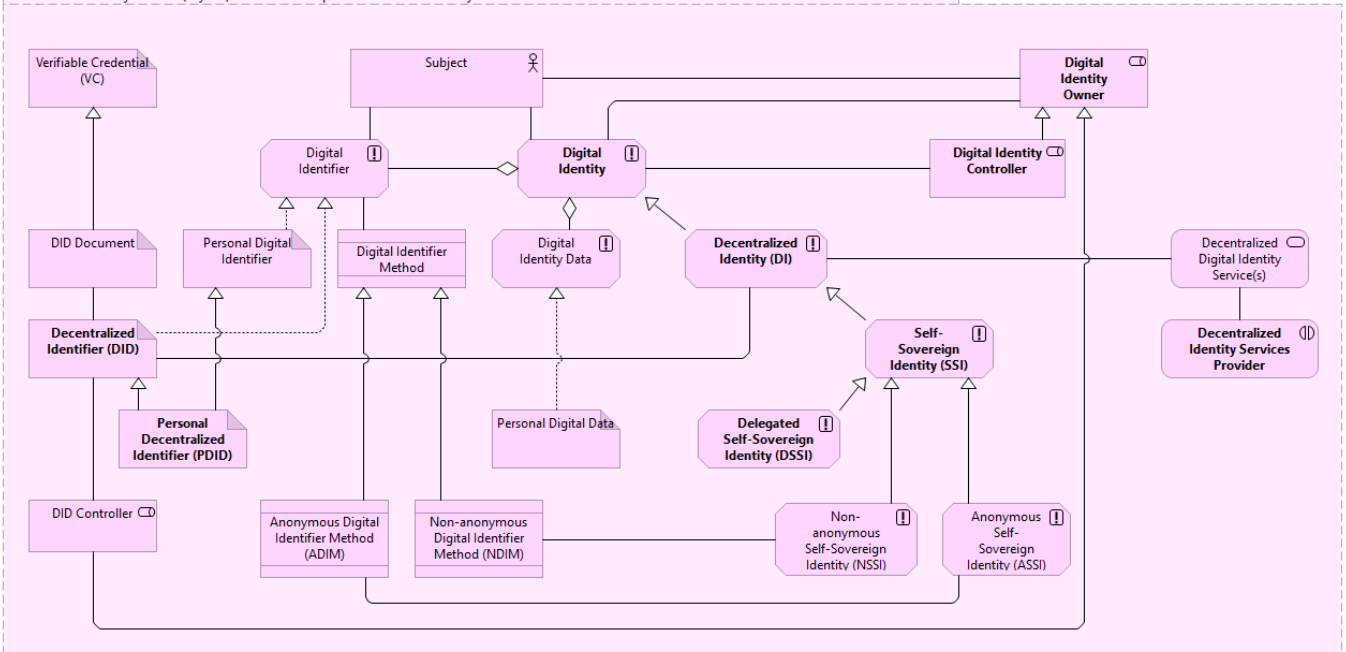 Verifiable Credential
(VC)
Subject
Digital
Identity
Owner
Digital
Identifier
Digital
Identity
Digital Identity
Controller
DID Document
Personal Digital
Identifier
Digital Identifier
Method
Digital
Identity Data
Decentralized
Identity (DI)
Decentralized
Digital Identity
Service(s)
Decentralized
Identifier (DID)
Self-
Sovereign
Identity (SSI)
Decentralized
Identity Services
Provider
Personal
Decentralized
Identifier (PDID)
Personal Digital Data
Delegated
Self-Sovereign
Identity (DSSI)
DID Controller
Anonymous Digital
Identifier Method
(ADIM)
Non-anonymous
Digital Identifier
Method (NDIM)
Non-
anonymous
Self-Sovereign
Identity (NSSI)
Anonymous
Self-
Sovereign
Identity (ASSI)